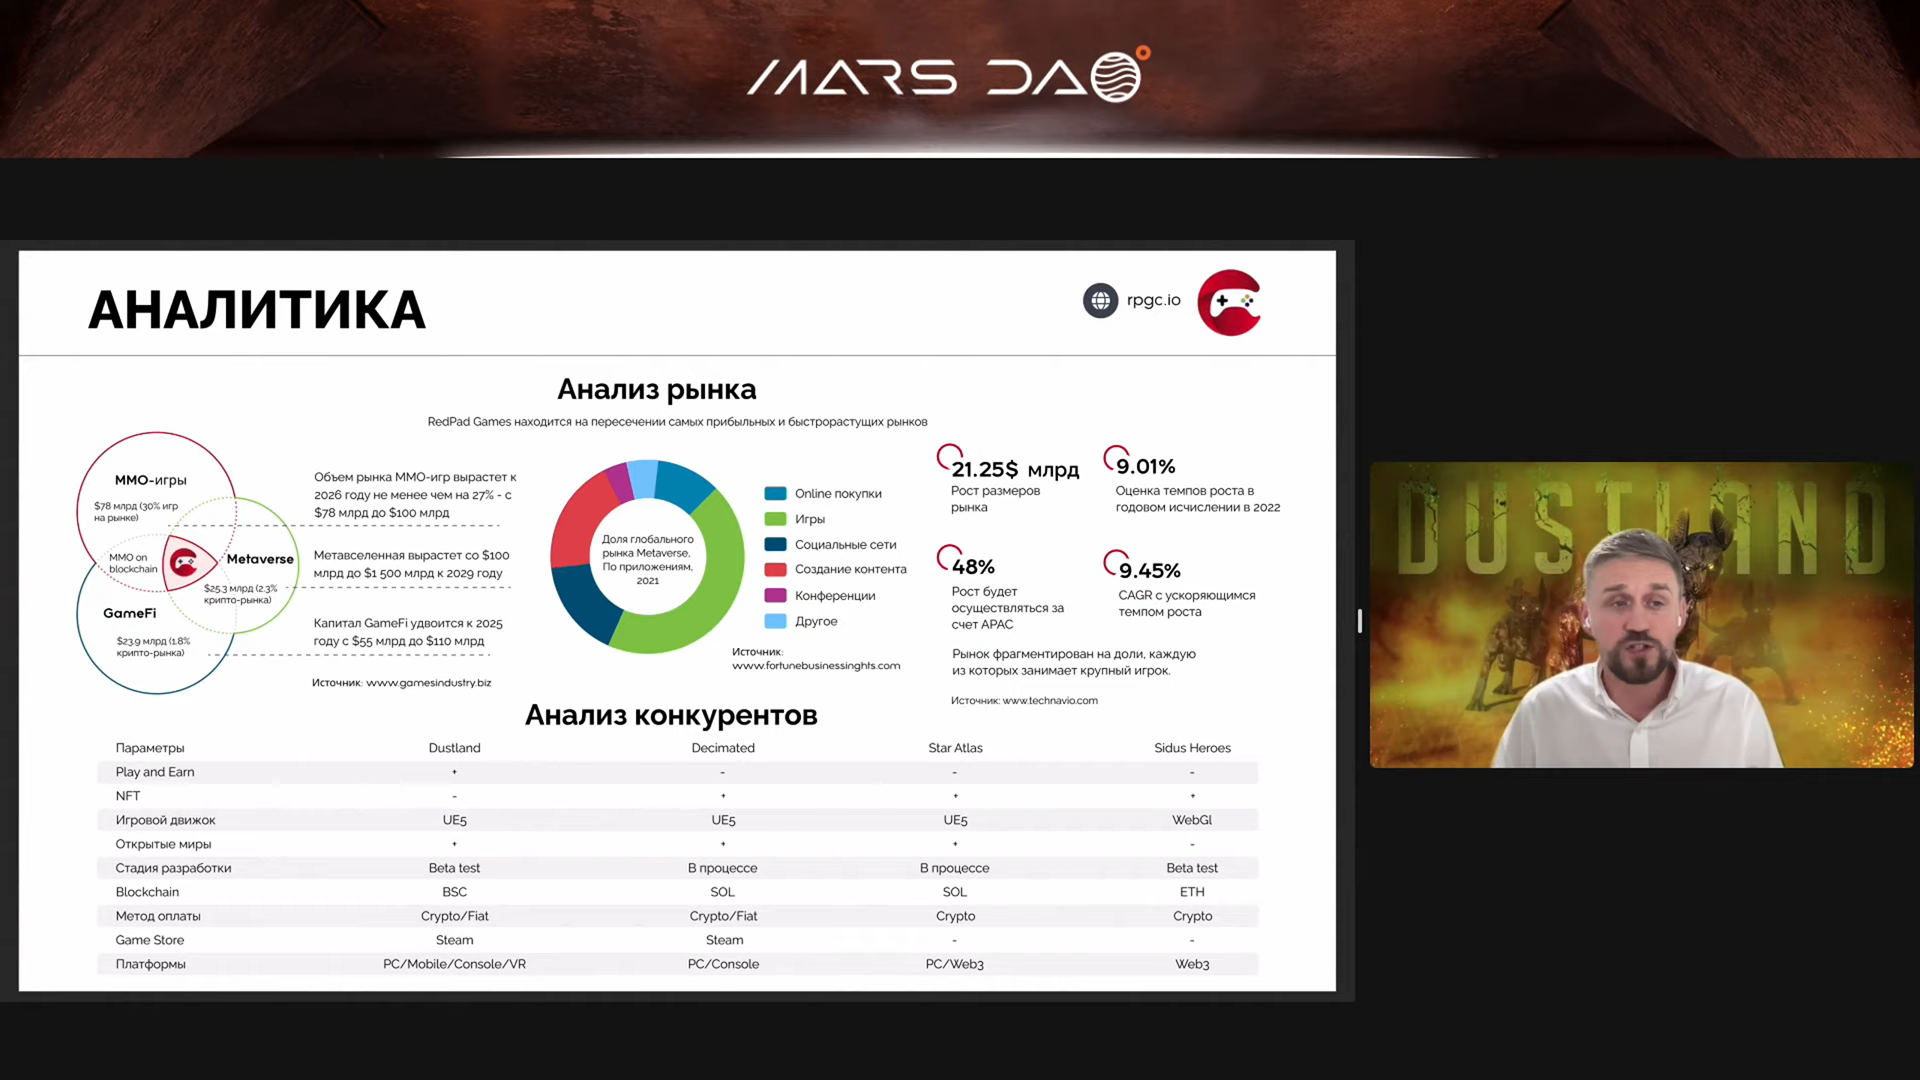 MARS DAO
АНАЛИТИКА
rpgc.io
Анализ рынка
RedPad Games находится на пересечении самых прибыльных и быстрорастущих рынков
MMO-игры
$78 млрд (30% игр
на рынке)
MMO on
blockchain
Metaverse
$25.3 млрд (2.3%
крипто-рынка)
GameFi
$23.9 млрд (1.8%
крипто-рынка)
Объем рынка ММО-игр вырастет к
2026 году не менее чем на 27% - с
$78 млрд до $100 млрд
Метавселенная вырастет со $100
млрд до $1 500 млрд к 2029 году
Капитал GameFi удвоится к 2025
году с $55 млрд до $110 млрд
Источник: www.gamesindustry.biz
Доля глобального
рынка Metaverse,
По приложениям,
2021
Online покупки
Игры
Социальные сети
Создание контента
Конференции
Другое
Источник:
www.fortunebusinessinghts.com
21.25$ млрд
Рост размеров
рынка
9.01%
Оценка темпов роста в
годовом исчислении в 2022
48%
Рост будет
осуществляться за
счет APAC
9.45%
CAGR с ускоряющимся
темпом роста
Рынок фрагментирован на доли, каждую
из которых занимает крупный игрок.
Источник: www.technavio.com
Анализ конкурентов
Параметры Dustland Decimated Star Atlas Sidus Heroes
Play and Earn + - - -
NFT - + + +
Игровой движок UE5 UE5 UE5 WebGl
Открытые миры + + + -
Стадия разработки Beta test В процессе В процессе Beta test
Blockchain BSC SOL SOL ETH
Метод оплаты Crypto/Fiat Crypto/Fiat Crypto Crypto
Game Store Steam Steam - -
Платформы PC/Mobile/Console/VR PC/Console PC/Web3 Web3
DUSTLAND